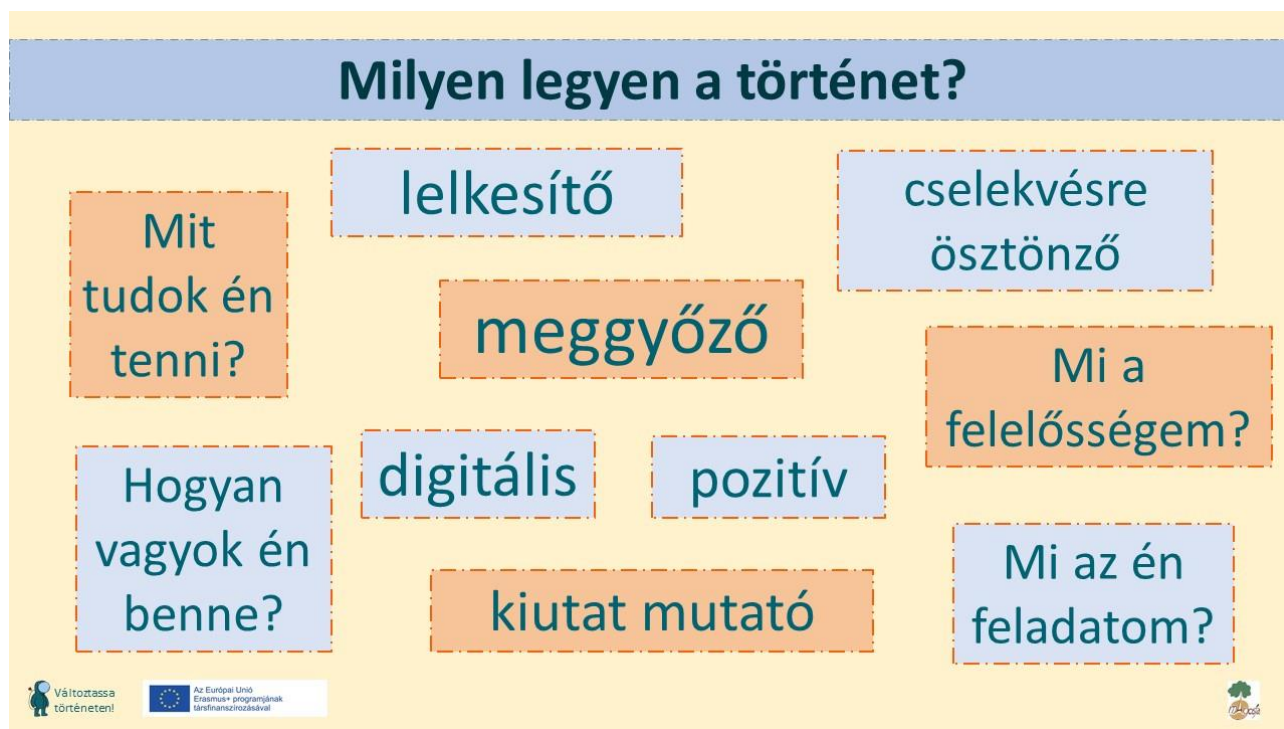 Milyen legyen a történet?
lelkesítő
cselekvésre
ösztönző
Mit
tudok én
tenni?
meggyőző
Mi a
felelősségem?
digitális
pozitív
Hogyan
vagyok én
benne?
kiutat mutató
Mi az én
feladatom?
Változtassa
történeten!
Az Európai Unió
Erasmus+ programjának
társfinanszírozásával